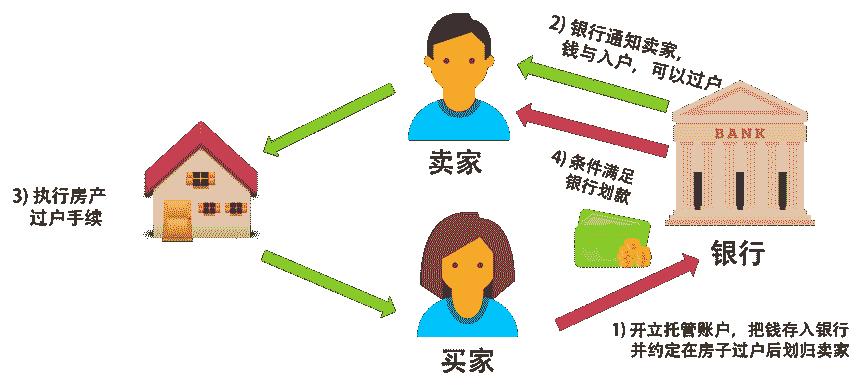 2) 银行通知卖家,
钱与入户,可以过户
BANK
卖家
4) 条件满足
银行划款
3) 执行房产
过户手续
银行
买家
1) 开立托管账户,把钱存入银行
并约定在房子过户后划归卖家